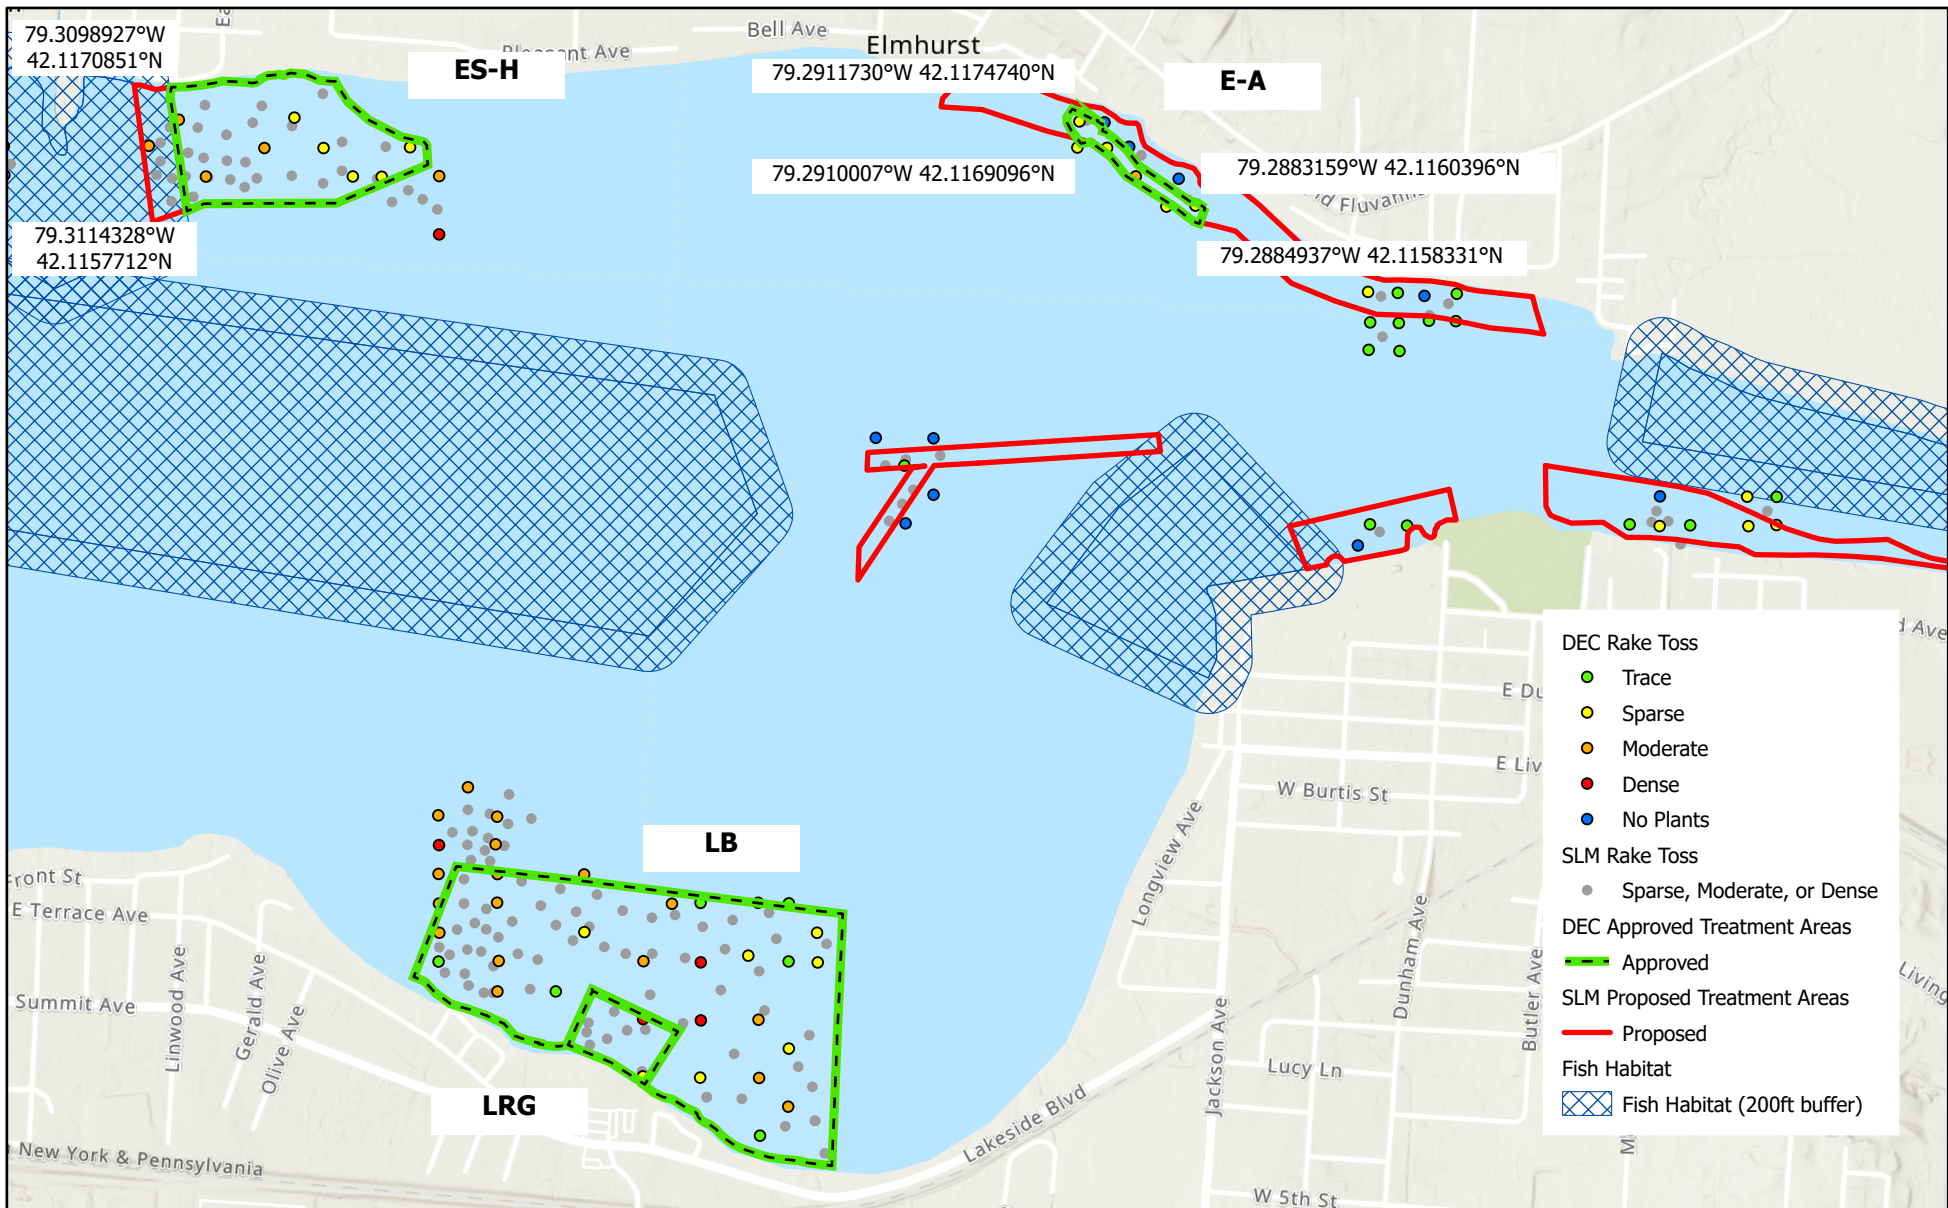 79.3098927°W
42.1170851°N
Pleasant Ave
Bell Ave
Elmhurst
ES-H
79.2911730°W 42.1174740°N
E-A
79.2910007°W 42.1169096°N
79.2883159°W 42.1160396°N
79.3114328°W
42.1157712°N
79.2884937°W 42.1158331°N
DEC Rake Toss
Trace
Sparse
Moderate
Dense
No Plants
SLM Rake Toss
Sparse, Moderate, or Dense
DEC Approved Treatment Areas
Approved
SLM Proposed Treatment Areas
Proposed
Fish Habitat
Fish Habitat (200ft buffer)
d Ave
E Du
E Liv
W Burtis St
Longview Ave
LB
Front St
E Terrace Ave
Summit Ave
Linwood Ave
Gerald Ave
Olive Ave
Dunham Ave
Butler Ave
Living
Jackson Ave
Lucy Ln
LRG
Lakeside Blvd
New York & Pennsylvania
W 5th St